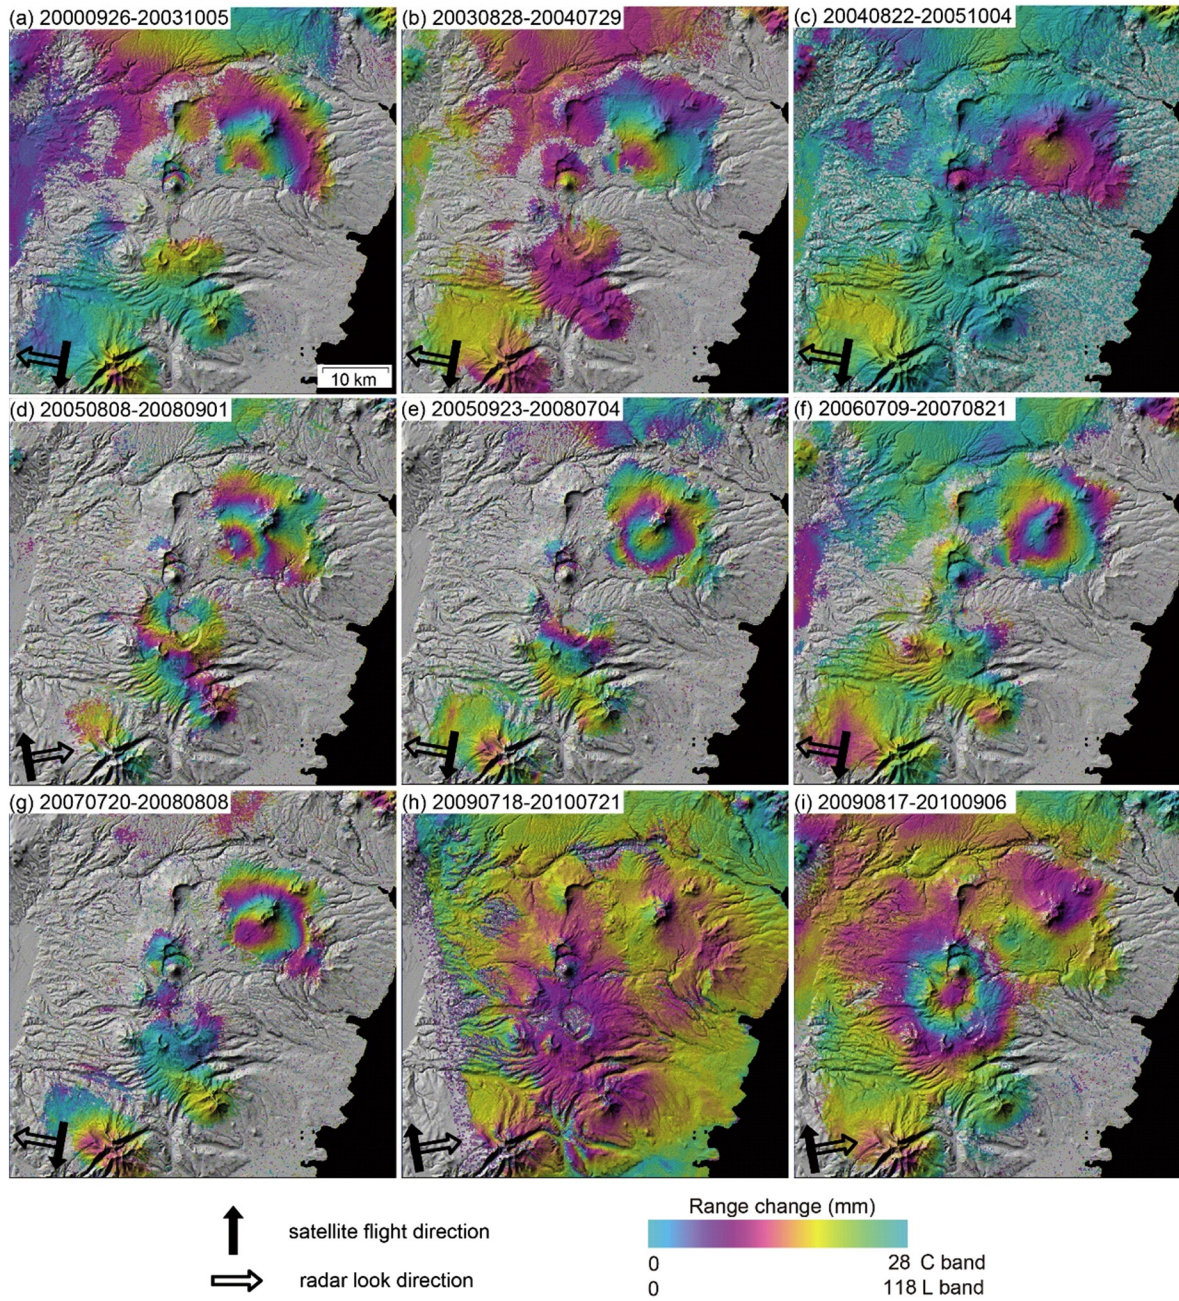 (a) 20000926-20031005
(b) 20030828-20040729
(c) 20040822-20051004
10 km
(d) 20050808-20080901
(e) 20050923-20080704
(f) 20060709-20070821
(g) 20070720-20080808
(h) 20090718-20100721
(i) 20090817-20100906
satellite flight direction
radar look direction
Range change (mm)
0 28 C band
0 118 L band